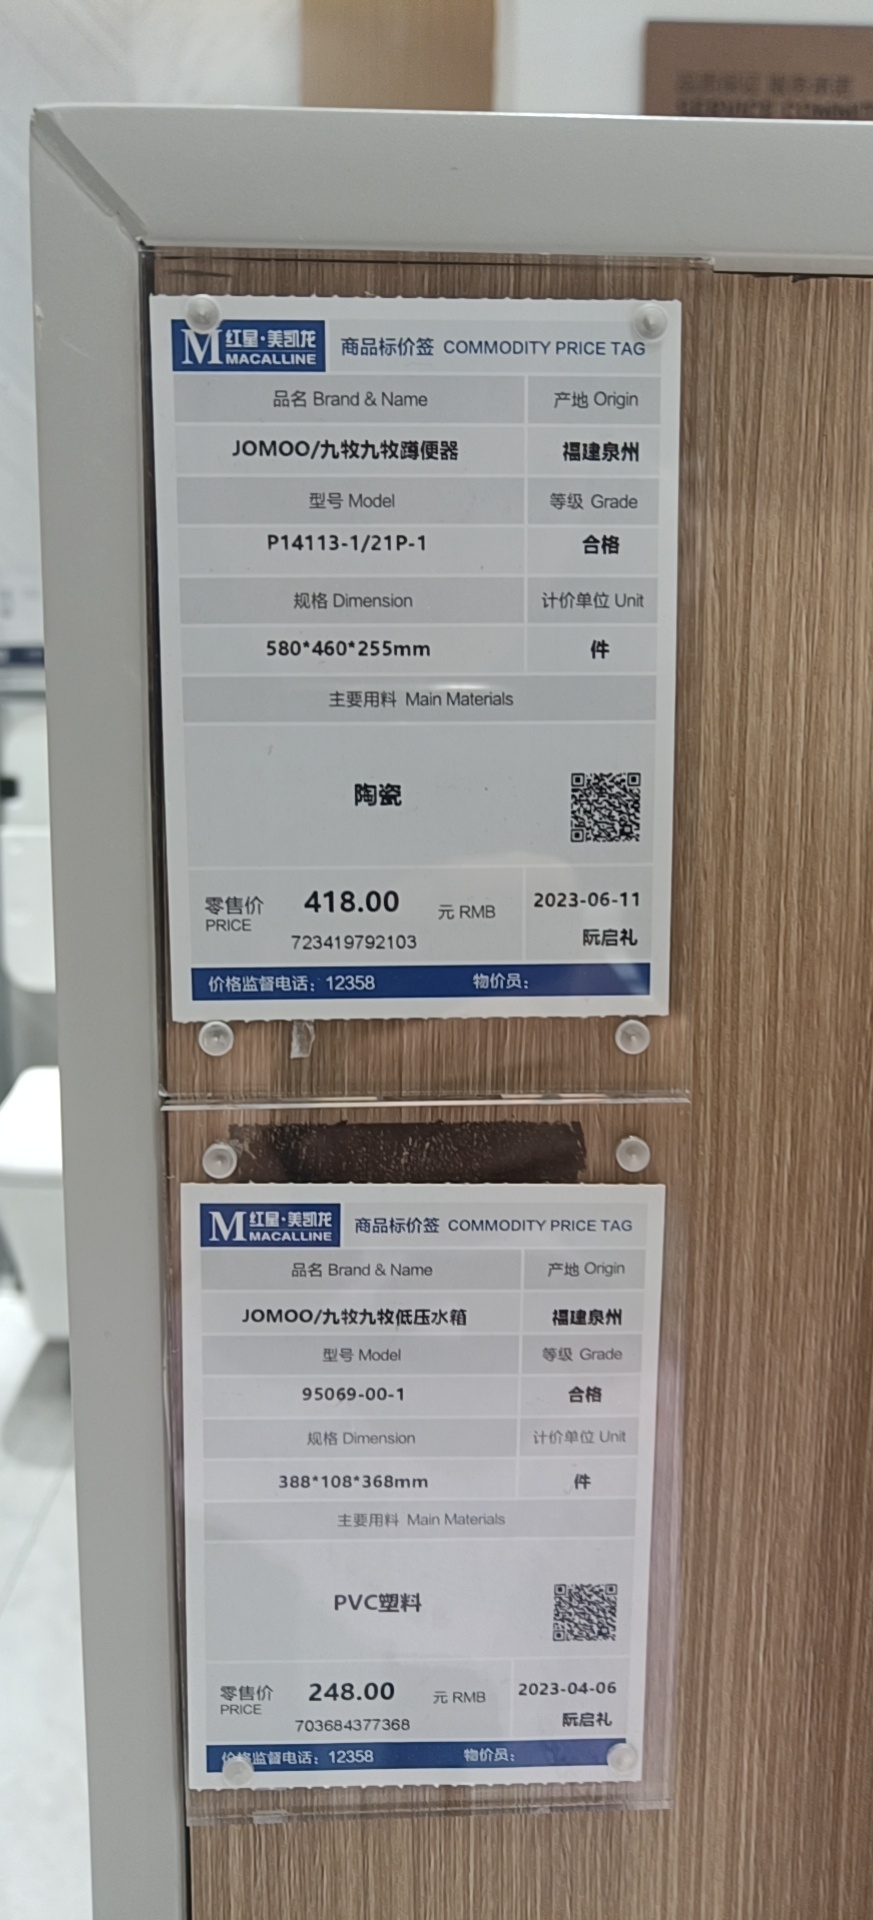 M 红星·美凯龙 商品标价签 COMMODITY PRICE TAG
MACALLINE
品名 Brand & Name 产地 Origin
JOMOO/九牧九牧蹲便器 福建泉州
型号 Model 等级 Grade
P14113-1/21P-1 合格
规格 Dimension 计价单位 Unit
580*460*255mm 件
主要用料 Main Materials
陶瓷
零售价 418.00 元 RMB 2023-06-11
PRICE 723419792103 阮启礼
价格监督电话：12358 物价员：
M 红星·美凯龙 商品标价签 COMMODITY PRICE TAG
MACALLINE
品名 Brand & Name 产地 Origin
JOMOO/九牧九牧低压水箱 福建泉州
型号 Model 等级 Grade
95069-00-1 合格
规格 Dimension 计价单位 Unit
388*108*368mm 件
主要用料 Main Materials
PVC塑料
零售价 248.00 元 RMB 2023-04-06
PRICE 703684377368 阮启礼
价格监督电话：12358 物价员：